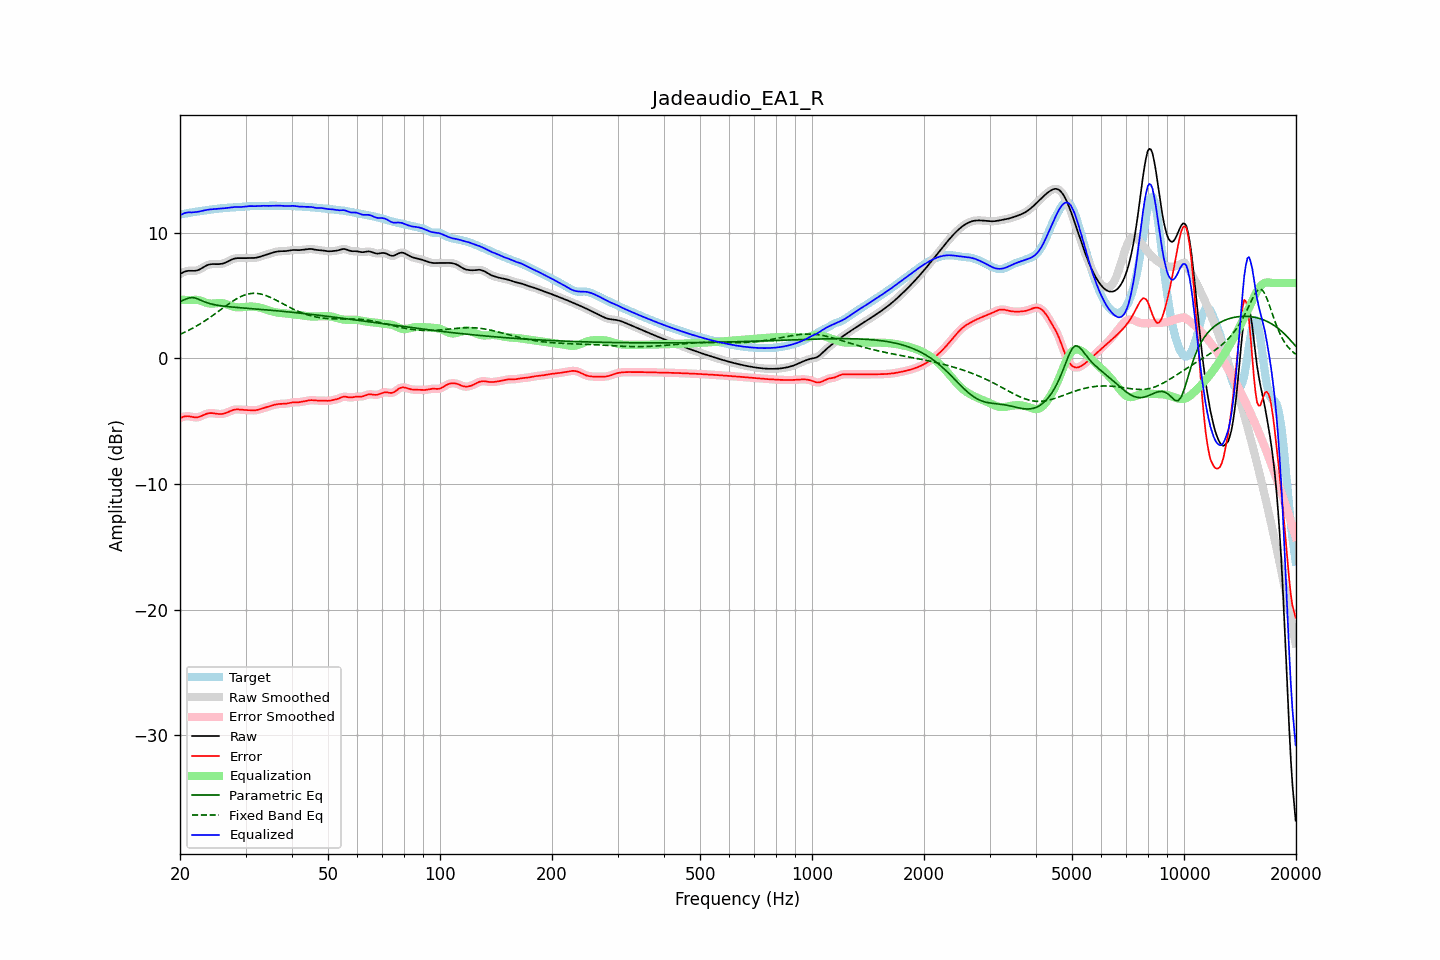 Jadeaudio_EA1_R
Amplitude (dBr)
10
0
−10
−20
−30
Target
Raw Smoothed
Error Smoothed
Raw
Error
Equalization
Parametric Eq
Fixed Band Eq
Equalized
20 50 100 200 500 1000 2000 5000 10000 20000
Frequency (Hz)